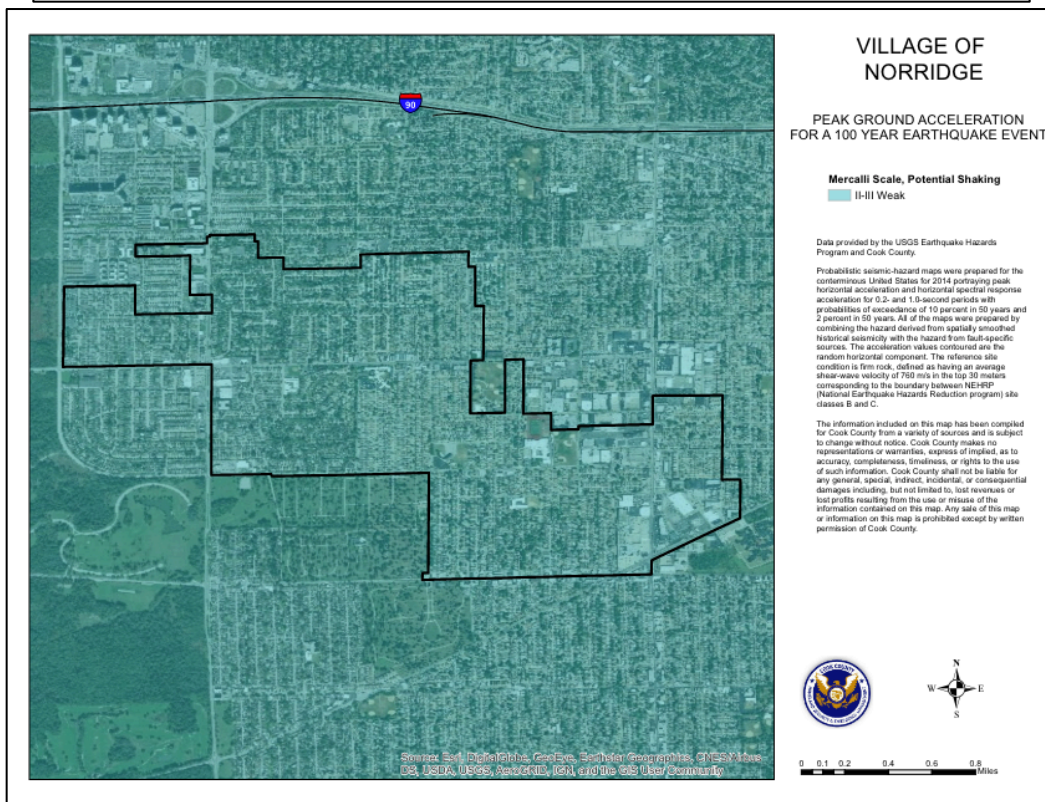 VILLAGE OF
NORRIDGE
PEAK GROUND ACCELERATION
FOR A 100 YEAR EARTHQUAKE EVENT
Mercalli Scale, Potential Shaking
II-III Weak
Data provided by the USGS Earthquake Hazards
Program and Cook County.
Probabilistic seismic-hazard maps were prepared for the
conterminous United States for 2014 portraying peak
horizontal acceleration and horizontal spectral response
acceleration for 0.2- and 1.0-second periods with
probabilities of exceedance of 10 percent in 50 years and
2 percent in 50 years. All of the maps were prepared by
combining the hazard derived from spatially smoothed
historical seismicity with the hazard from fault-specific
sources. The acceleration values contoured are the
random horizontal component. The reference site
condition is firm rock, defined as having an average
shear-wave velocity of 760 m/s in the top 30 meters
corresponding to the boundary between NEHRP
(National Earthquake Hazards Reduction program) site
classes B and C.
The information included on this map has been compiled
for Cook County from a variety of sources and is subject
to change without notice. Cook County makes no
representations or warranties, express of implied, as to
accuracy, completeness, timeliness, or rights to the use
of such information. Cook County shall not be liable for
any general, special, indirect, incidental, or consequential
damages including, but not limited to, lost revenues or
lost profits resulting from the use or misuse of the
information contained on this map. Any sale of this map
or information on this map is prohibited except by written
permission of Cook County.
90
COOK COUNTY
N
W E
S
0 0.1 0.2 0.4 0.6 0.8
Miles
Source: Esri, DigitalGlobe, GeoEye, Earthstar Geographics, CNES/Airbus
DS, USDA, USGS, AeroGRID, IGN, and the GIS User Community